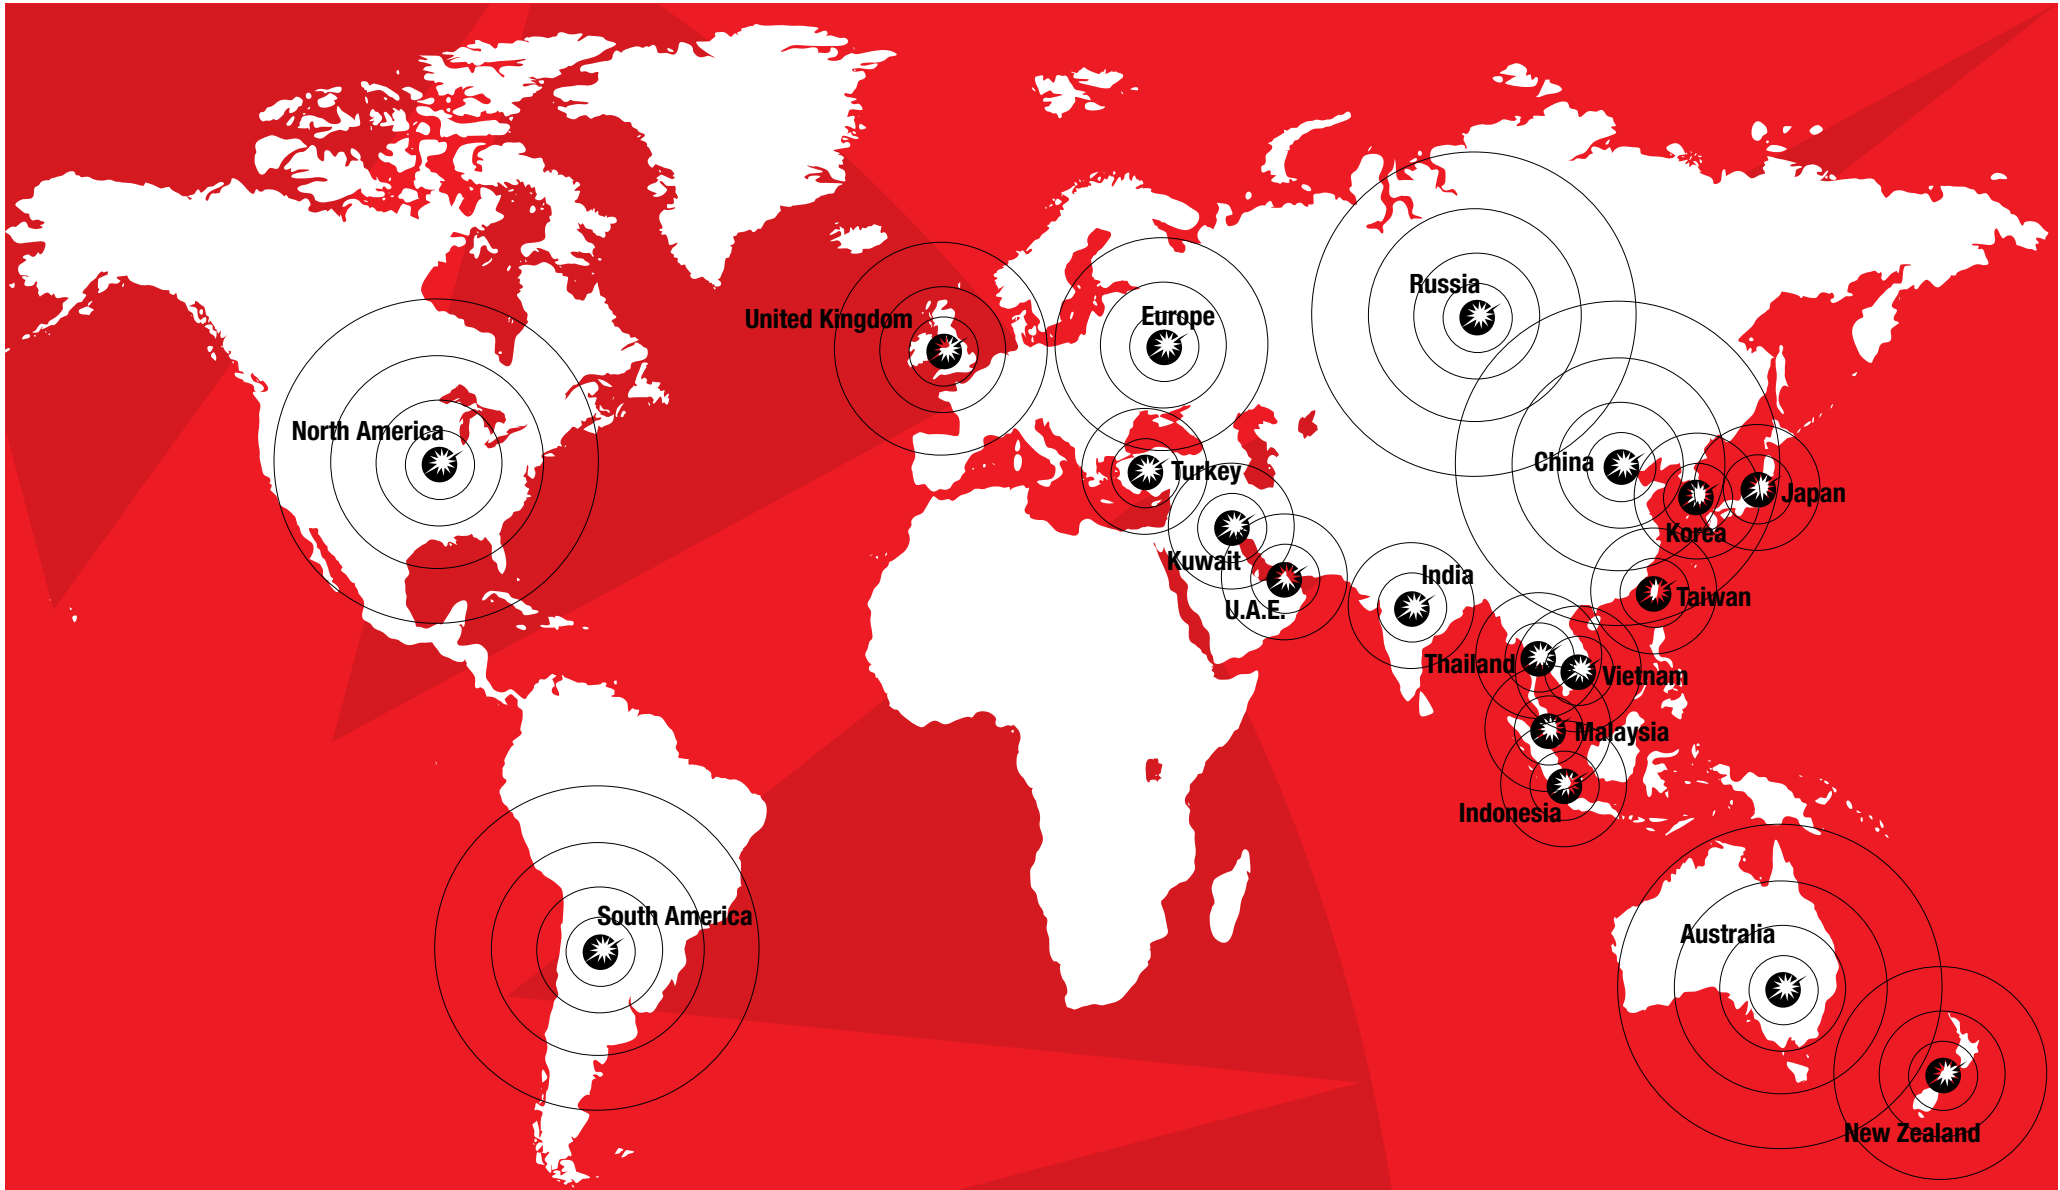 Russia
United Kingdom
Europe
North America
China
Turkey
Japan
Korea
Kuwait
India
Taiwan
U.A.E.
Thailand
Vietnam
Malaysia
Indonesia
South America
Australia
New Zealand